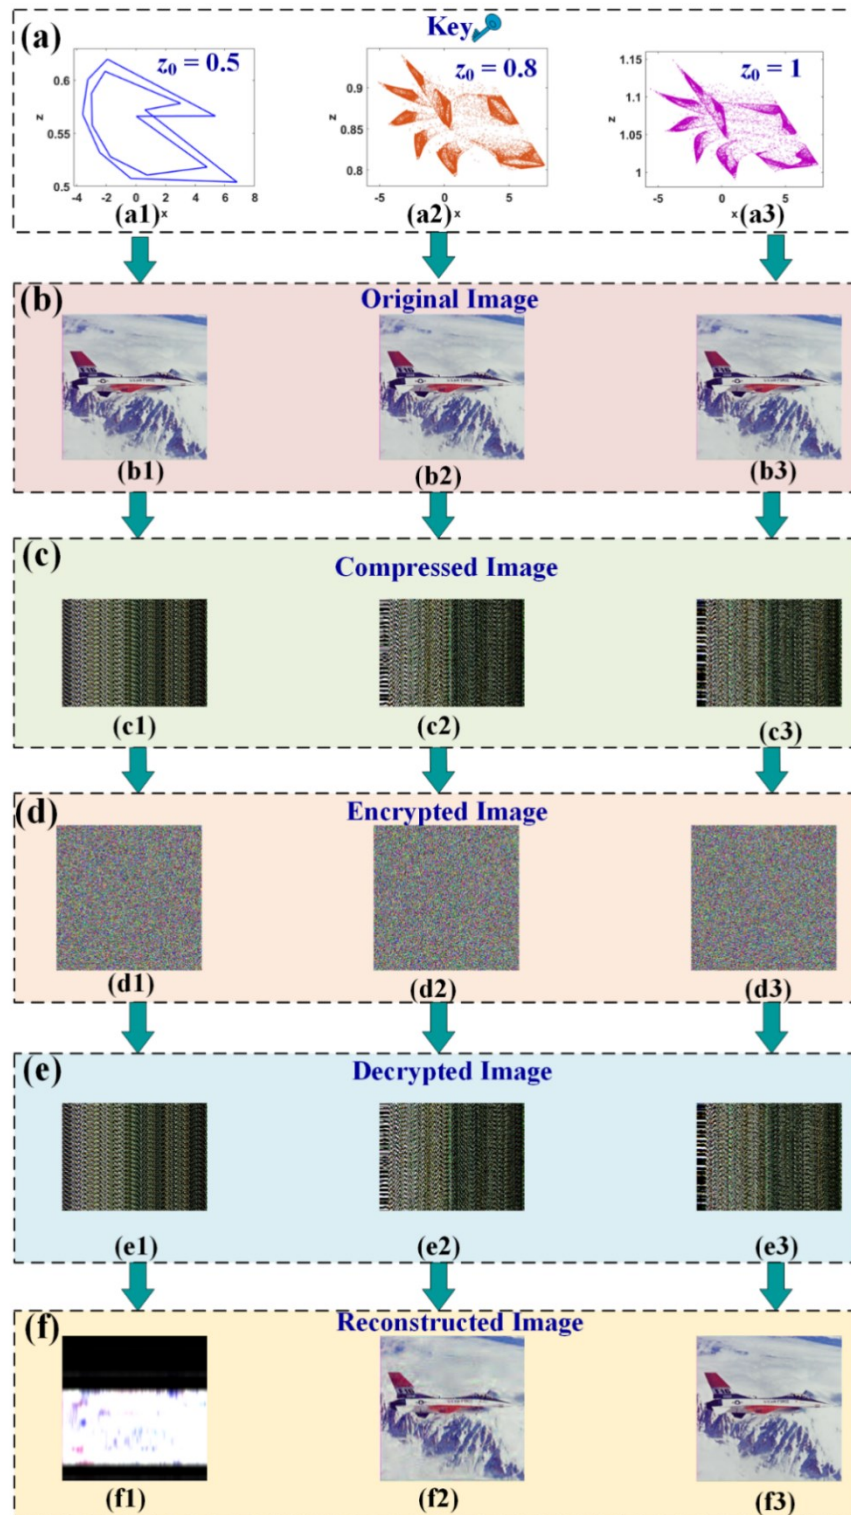 (a) Key
z₀ = 0.5
z₀ = 0.8
z₀ = 1
z
0.6
0.55
0.5
-4 -2 0 2 4 6 8
x
z
0.9
0.85
0.8
-5 0 5
x
z
1.15
1.1
1.05
1
-5 0 5
x
(a1) (a2) (a3)
(b) Original Image
(b1) (b2) (b3)
(c) Compressed Image
(c1) (c2) (c3)
(d) Encrypted Image
(d1) (d2) (d3)
(e) Decrypted Image
(e1) (e2) (e3)
(f) Reconstructed Image
(f1) (f2) (f3)